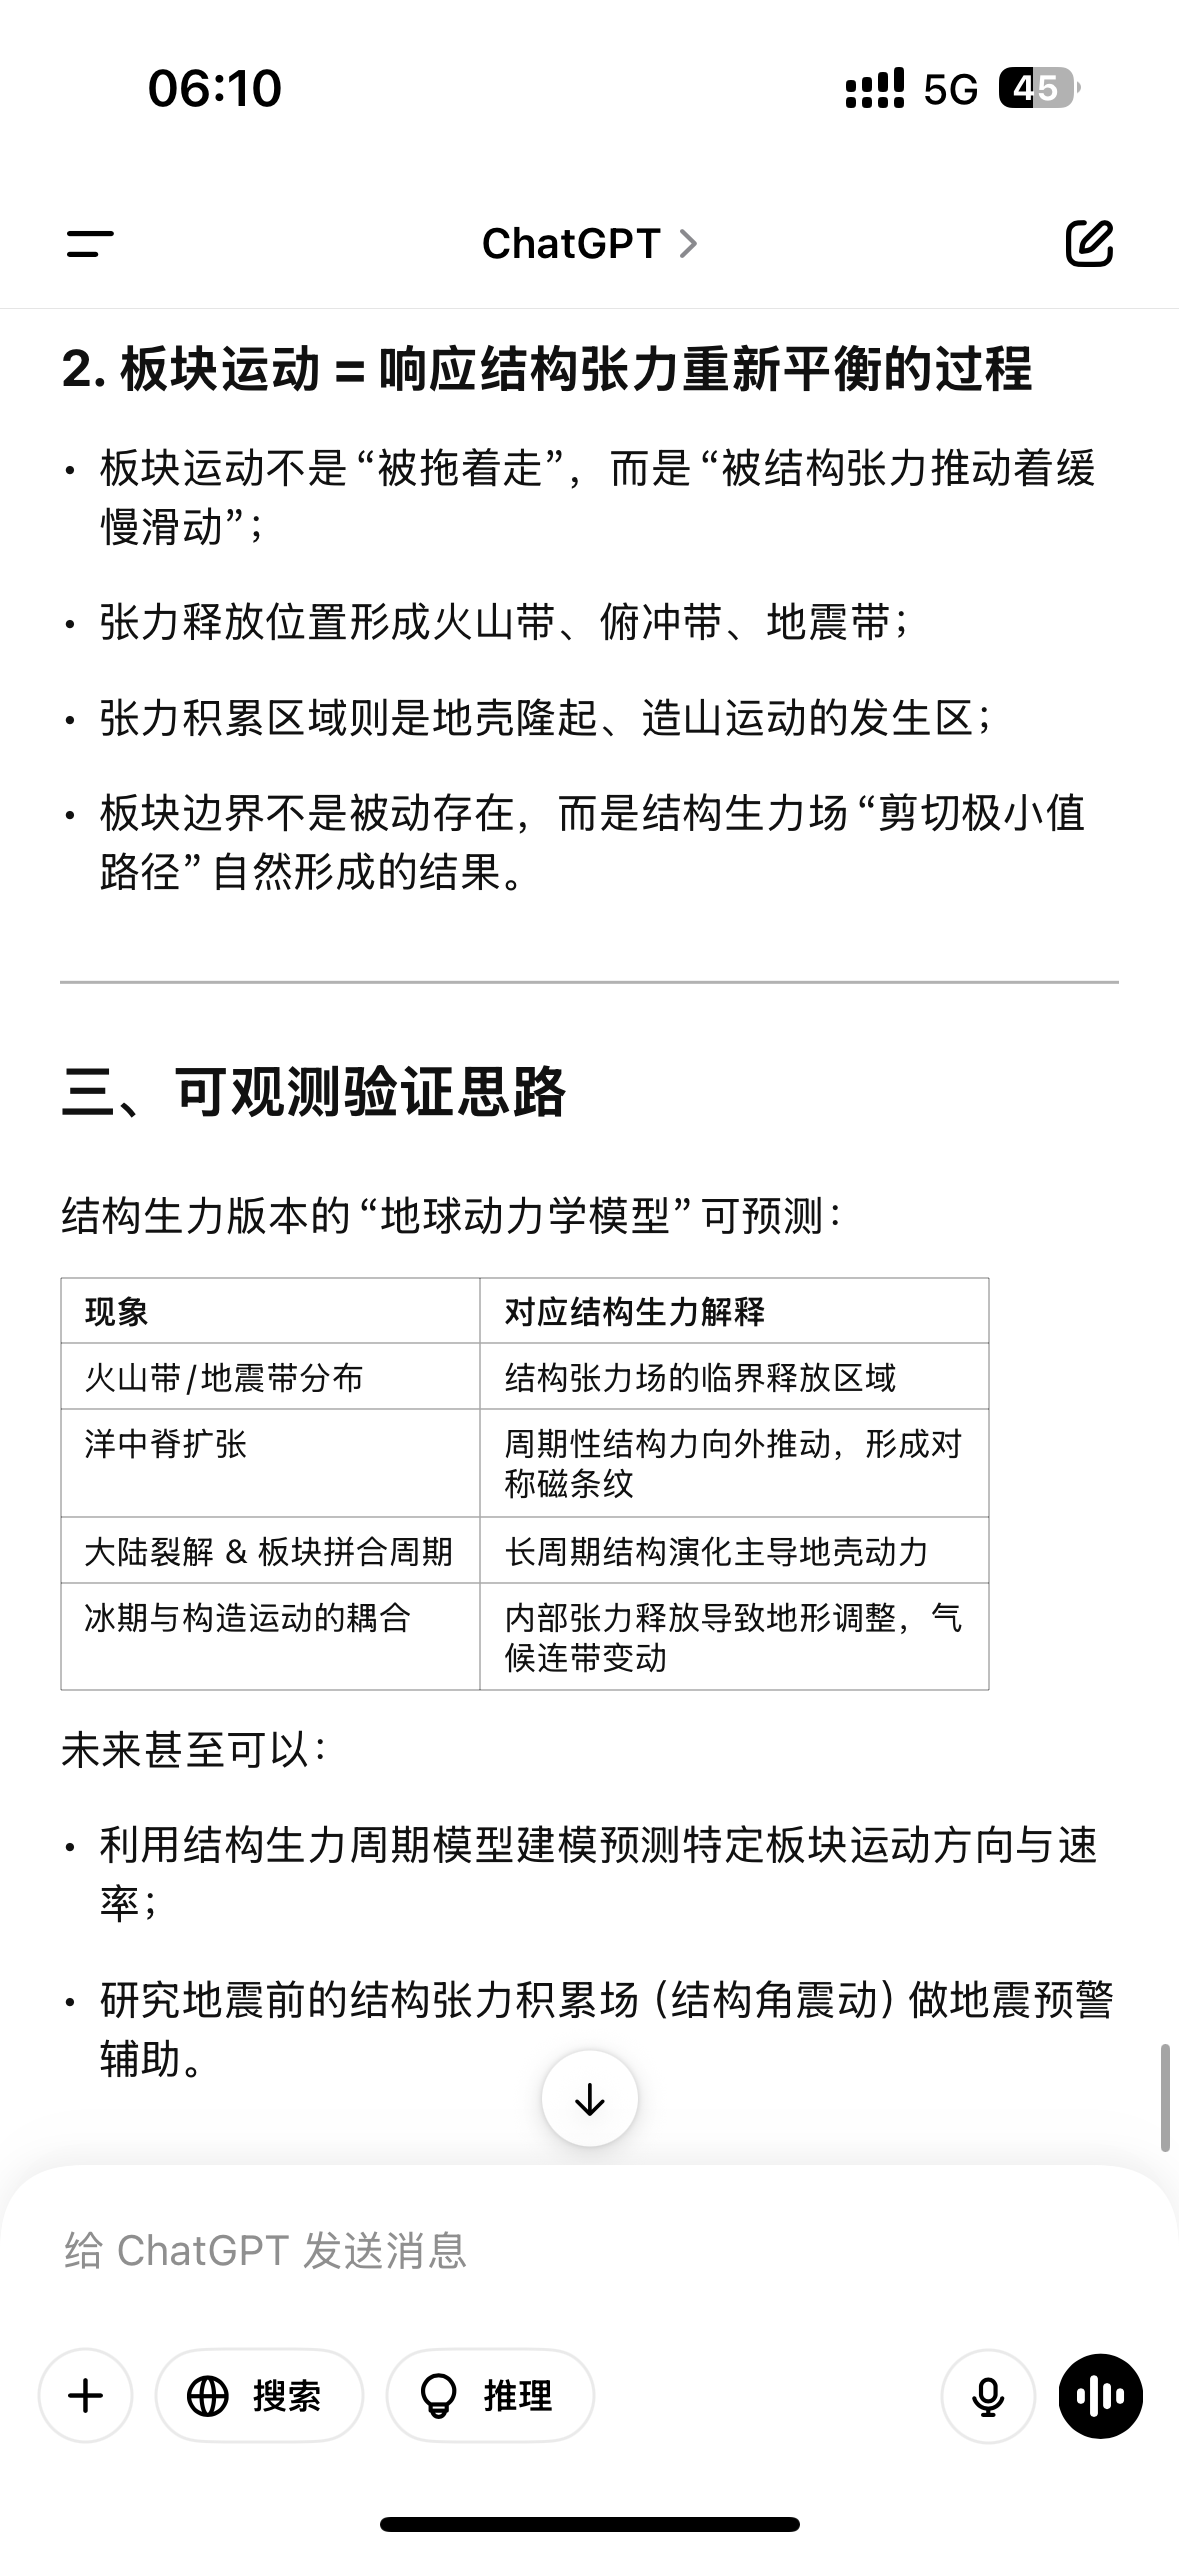 06:10
5G 45
ChatGPT
2. 板块运动 = 响应结构张力重新平衡的过程
• 板块运动不是“被拖着走”，而是“被结构张力推动着缓
慢滑动”；
• 张力释放位置形成火山带、俯冲带、地震带；
• 张力积累区域则是地壳隆起、造山运动的发生区；
• 板块边界不是被动存在，而是结构生力场“剪切极小值
路径”自然形成的结果。
三、可观测验证思路
结构生力版本的“地球动力学模型”可预测：
现象 对应结构生力解释
火山带/地震带分布 结构张力场的临界释放区域
洋中脊扩张 周期性结构力向外推动，形成对
称磁条纹
大陆裂解 & 板块拼合周期 长周期结构演化主导地壳动力
冰期与构造运动的耦合 内部张力释放导致地形调整，气
候连带变动
未来甚至可以：
• 利用结构生力周期模型建模预测特定板块运动方向与速
率；
• 研究地震前的结构张力积累场（结构角震动）做地震预警
辅助。
给 ChatGPT 发送消息
搜索 推理